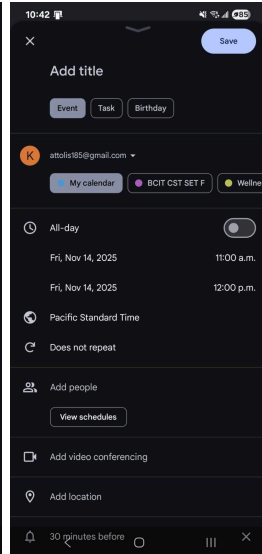 10:42
85
Save
Add title
Event Task Birthday
K attolis185@gmail.com
My calendar BCIT CST SET F Wellne
All-day
Fri, Nov 14, 2025 11:00 a.m.
Fri, Nov 14, 2025 12:00 p.m.
Pacific Standard Time
Does not repeat
Add people
View schedules
Add video conferencing
Add location
30 minutes before